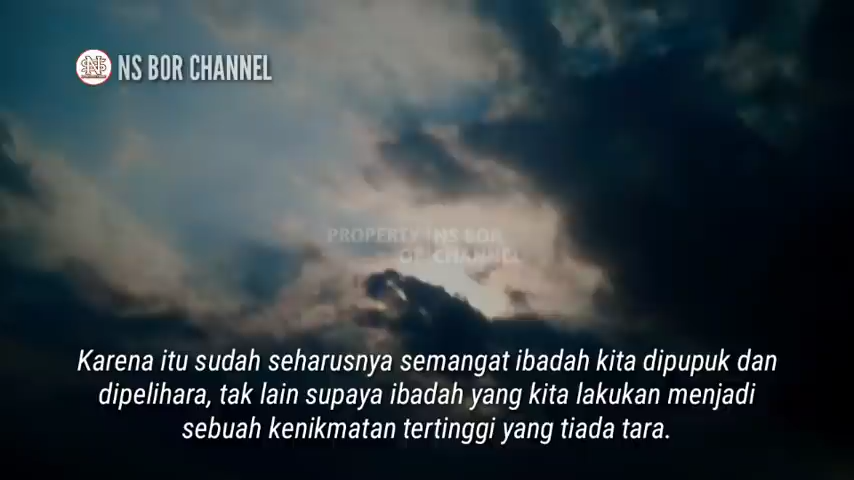 NS BOR CHANNEL
PROPERTY OF NS BOR CHANNEL
Karena itu sudah seharusnya semangat ibadah kita dipupuk dan
dipelihara, tak lain supaya ibadah yang kita lakukan menjadi
sebuah kenikmatan tertinggi yang tiada tara.